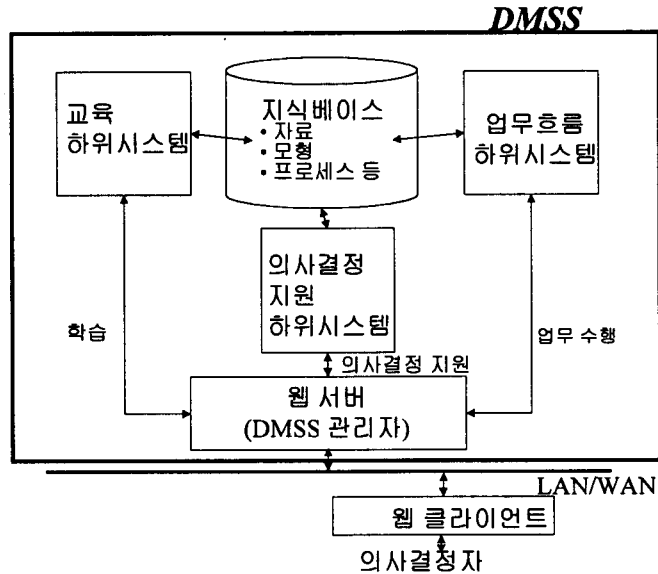 DMSS
교육
하위시스템
지식베이스
• 자료
• 모형
• 프로세스 등
업무흐름
하위시스템
의사결정
지원
하위시스템
학습
업무 수행
의사결정 지원
웹 서버
(DMSS 관리자)
LAN/WAN
웹 클라이언트
의사결정자